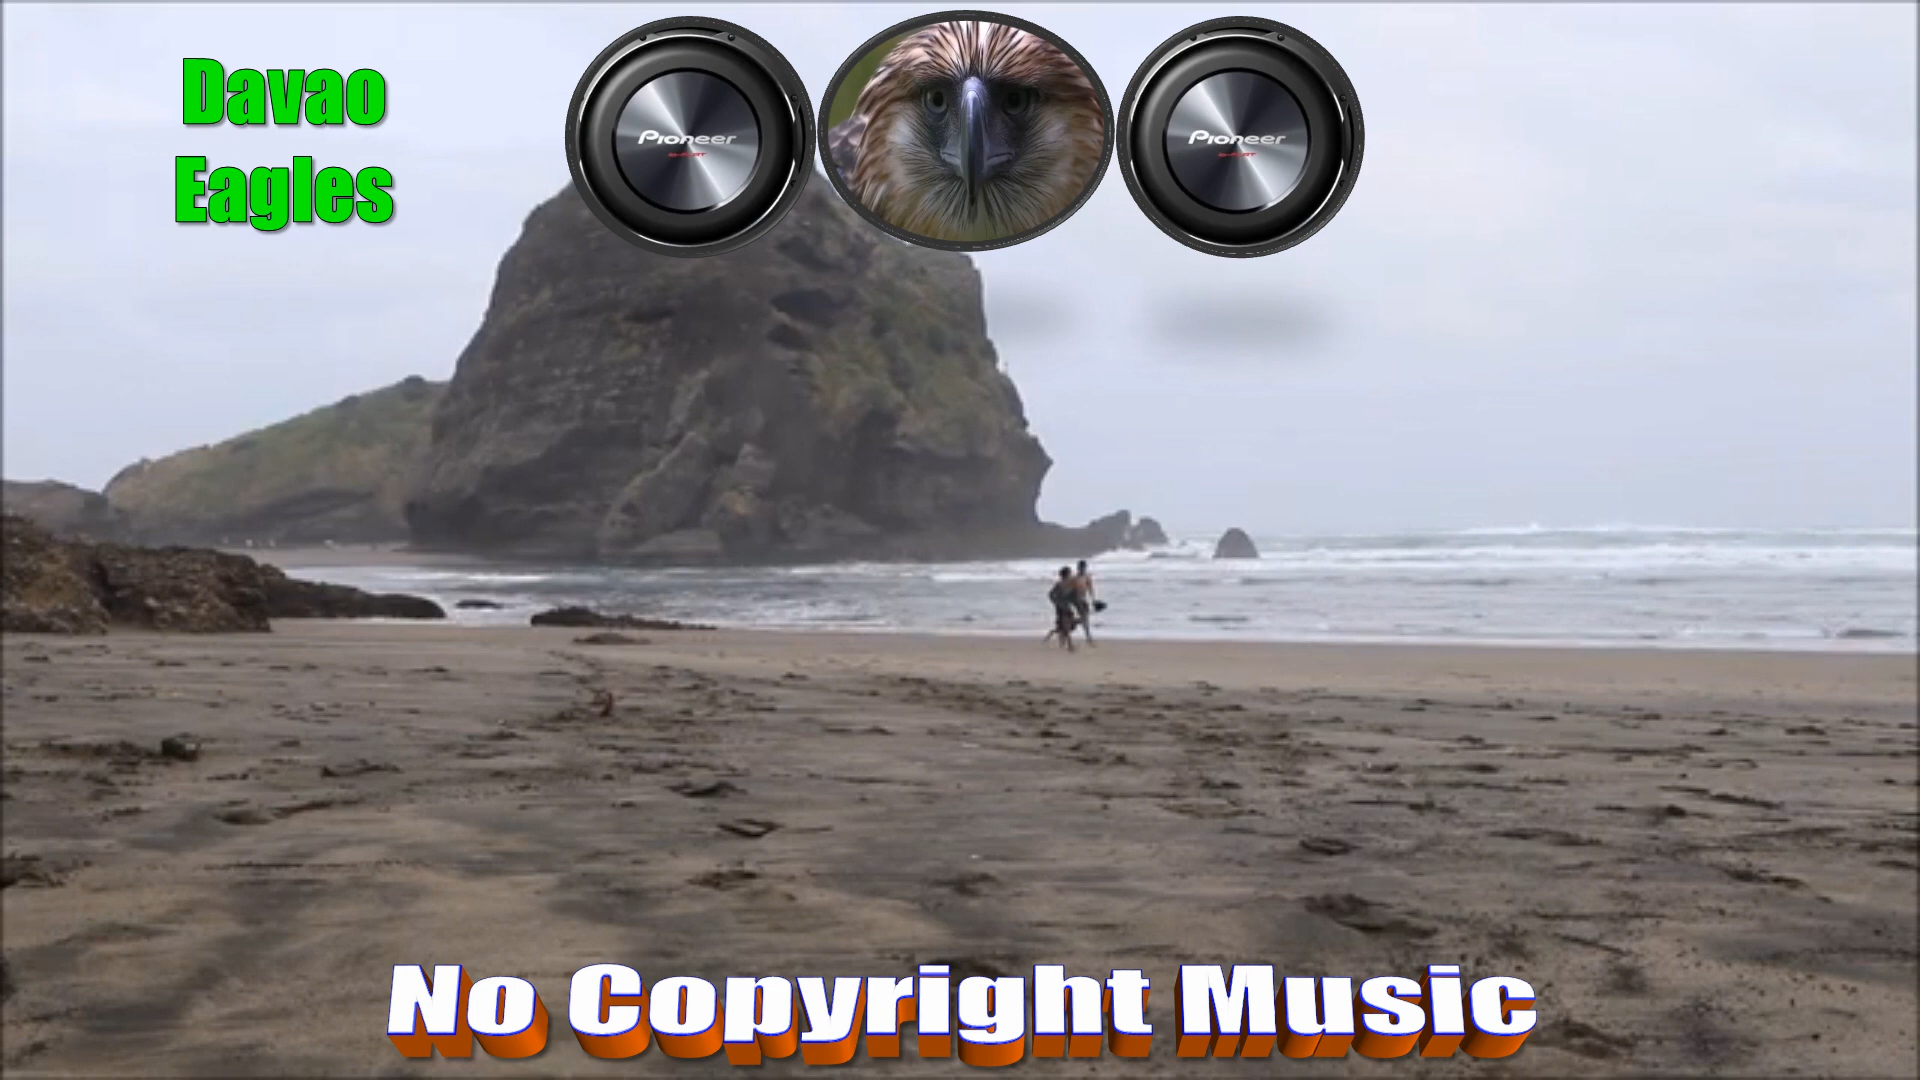 Davao
Eagles
Pioneer
Pioneer
No Copyright Music